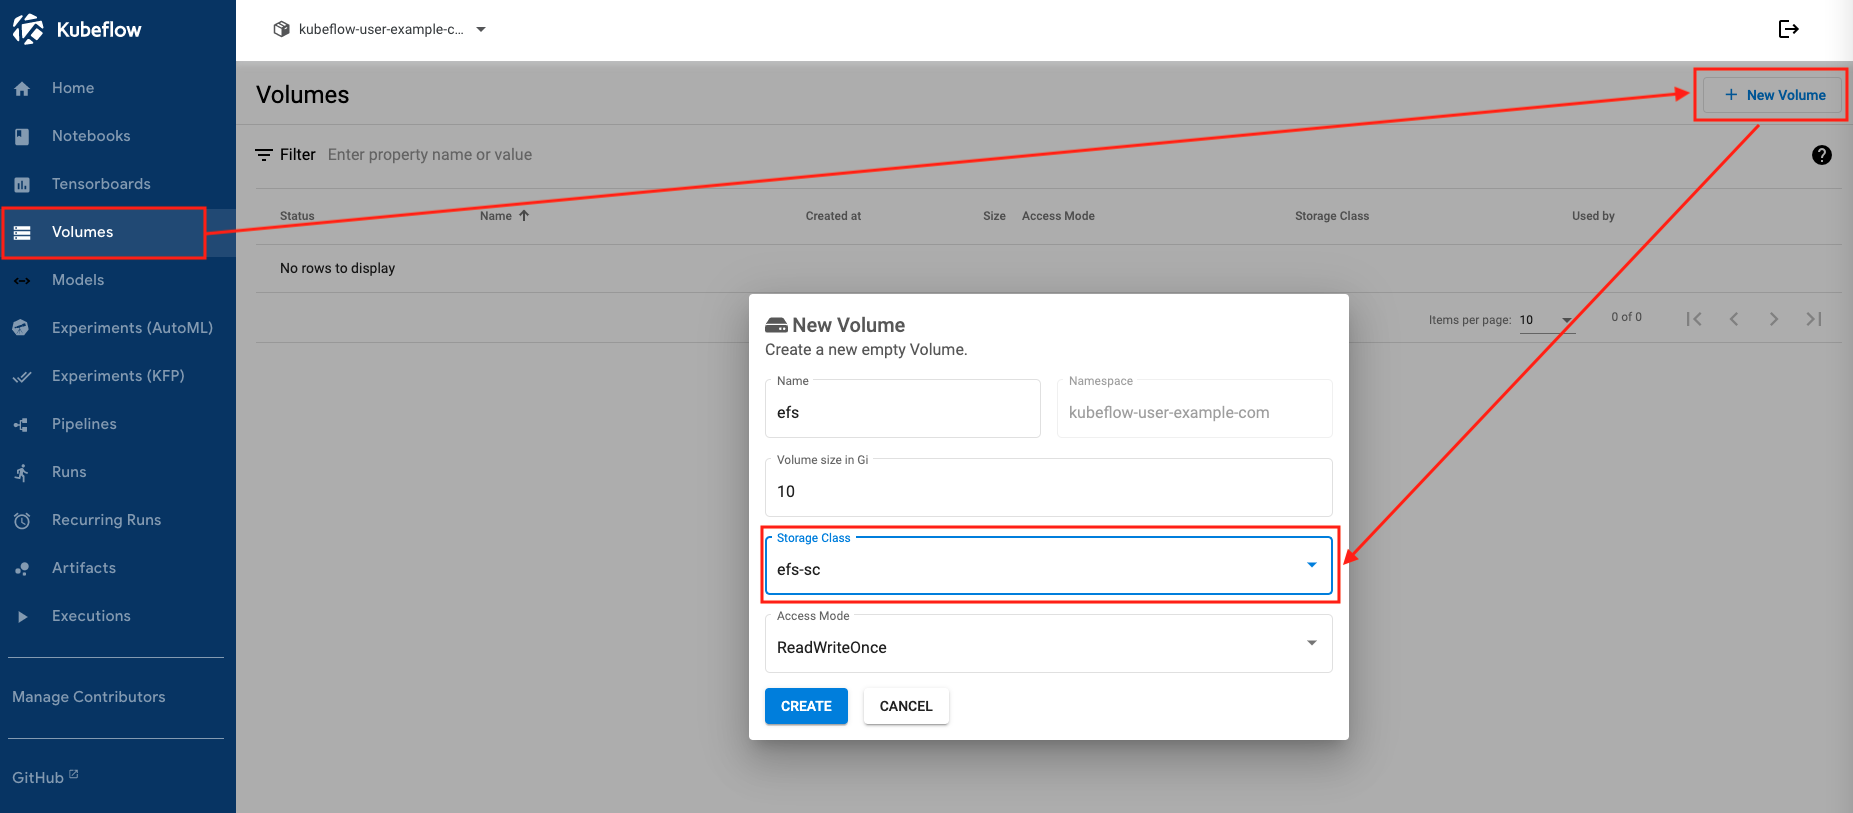 Kubeflow
kubeflow-user-example-c...
Home
Notebooks
Tensorboards
Volumes
Models
Experiments (AutoML)
Experiments (KFP)
Pipelines
Runs
Recurring Runs
Artifacts
Executions
Manage Contributors
GitHub
Volumes
+ New Volume
Filter Enter property name or value
?
Status Name Created at Size Access Mode Storage Class Used by
No rows to display
Items per page: 10 0 of 0
New Volume
Create a new empty Volume.
Name
efs
Namespace
kubeflow-user-example-com
Volume size in Gi
10
Storage Class
efs-sc
Access Mode
ReadWriteOnce
CREATE CANCEL